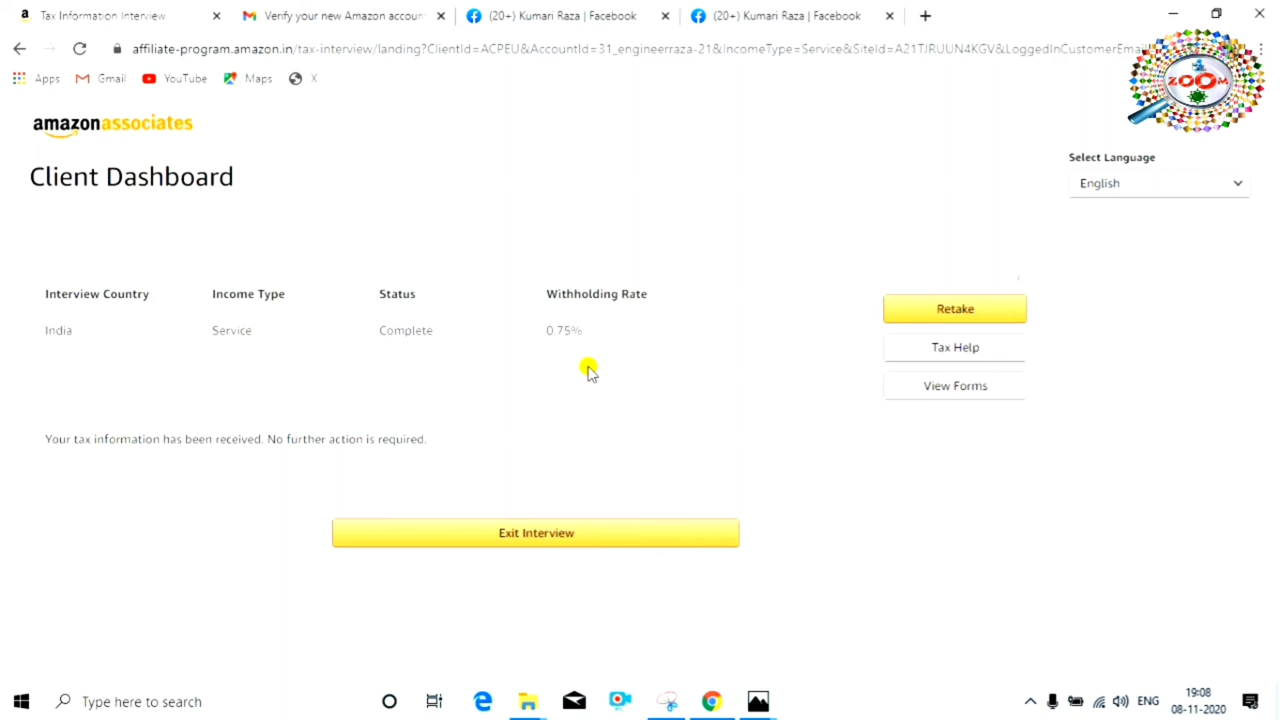 Tax Information Interview
Verify your new Amazon accoun
(20+) Kumari Raza | Facebook
(20+) Kumari Raza | Facebook
affiliate-program.amazon.in/tax-interview/landing?ClientId=ACPEU&AccountId=31_engineerraza-21&IncomeType=Service&SiteId=A21TJRUUN4KGV&LoggedInCustomerEmail
Apps
Gmail
YouTube
Maps
X
ZOOM
amazonassociates
Select Language
Client Dashboard
English
Interview Country
Income Type
Status
Withholding Rate
Retake
India
Service
Complete
0.75%
Tax Help
View Forms
Your tax information has been received. No further action is required.
Exit Interview
Type here to search
ENG
19:08
08-11-2020